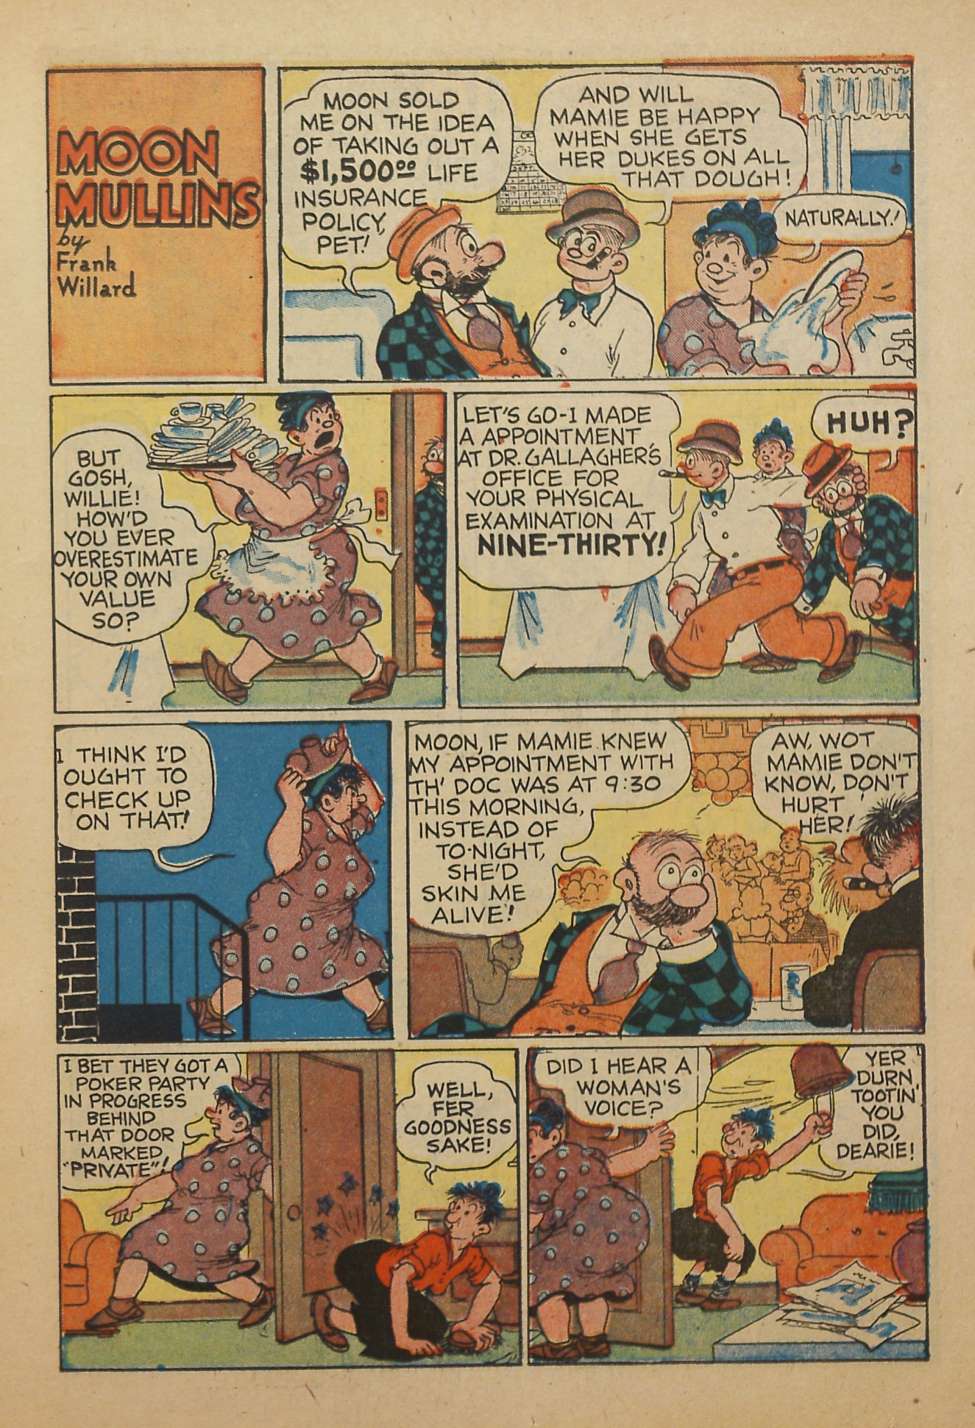 MOON
MULLINS
by
Frank
Willard
MOON SOLD
ME ON THE IDEA
OF TAKING OUT A
$1,500.00 LIFE
INSURANCE
POLICY,
PET!
AND WILL
MAMIE BE HAPPY
WHEN SHE GETS
HER DUKES ON ALL
THAT DOUGH!
NATURALLY!
BUT
GOSH,
WILLIE!
HOW'D
YOU EVER
OVERESTIMATE
YOUR OWN
VALUE
SO?
LET'S GO-I MADE
A APPOINTMENT
AT DR. GALLAGHER'S
OFFICE FOR
YOUR PHYSICAL
EXAMINATION AT
NINE-THIRTY!
HUH?
I THINK I'D
OUGHT TO
CHECK UP
ON THAT!
MOON, IF MAMIE KNEW
MY APPOINTMENT WITH
TH' DOC WAS AT 9:30
THIS MORNING,
INSTEAD OF
TO-NIGHT,
SHE'D
SKIN ME
ALIVE!
AW, WOT
MAMIE DON'T
KNOW, DON'T
HURT
HER!
I BET THEY GOT A
POKER PARTY
IN PROGRESS
BEHIND
THAT DOOR
MARKED
"PRIVATE"!
WELL,
FER
GOODNESS
SAKE!
DID I HEAR A
WOMAN'S
VOICE?
YER
DURN,
TOOTIN'
YOU
DID,
DEARIE!